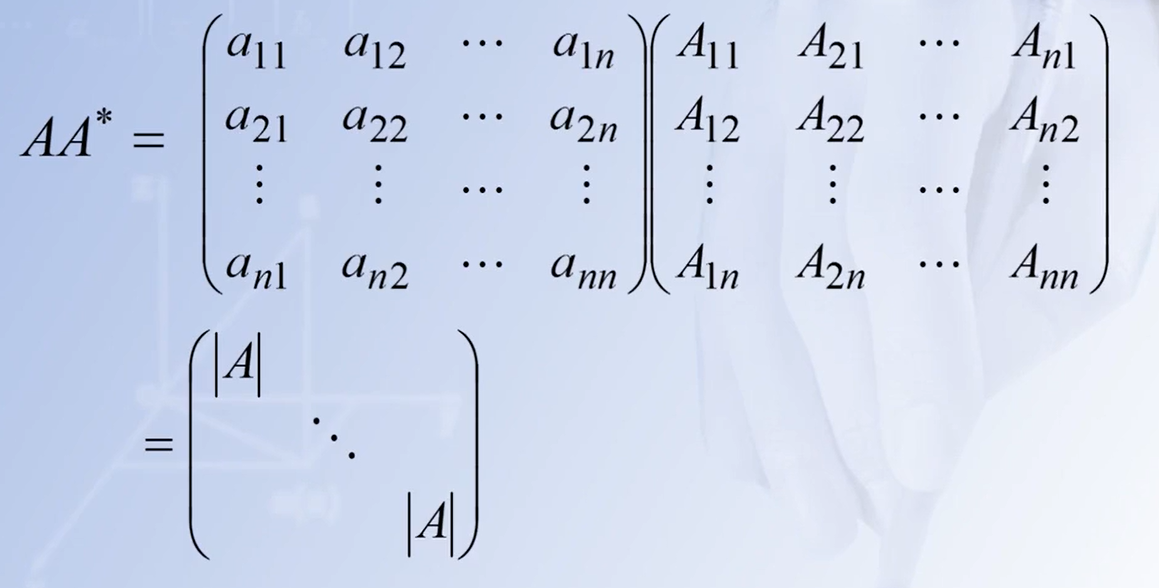 AA* = ( a11 a12 ⋯ a1n ) ( A11 A21 ⋯ An1 )
a21 a22 ⋯ a2n A12 A22 ⋯ An2
⋮ ⋮ ⋯ ⋮ ⋮ ⋮ ⋯ ⋮
an1 an2 ⋯ ann A1n A2n ⋯ Ann
= ( |A|
⋱
|A| )